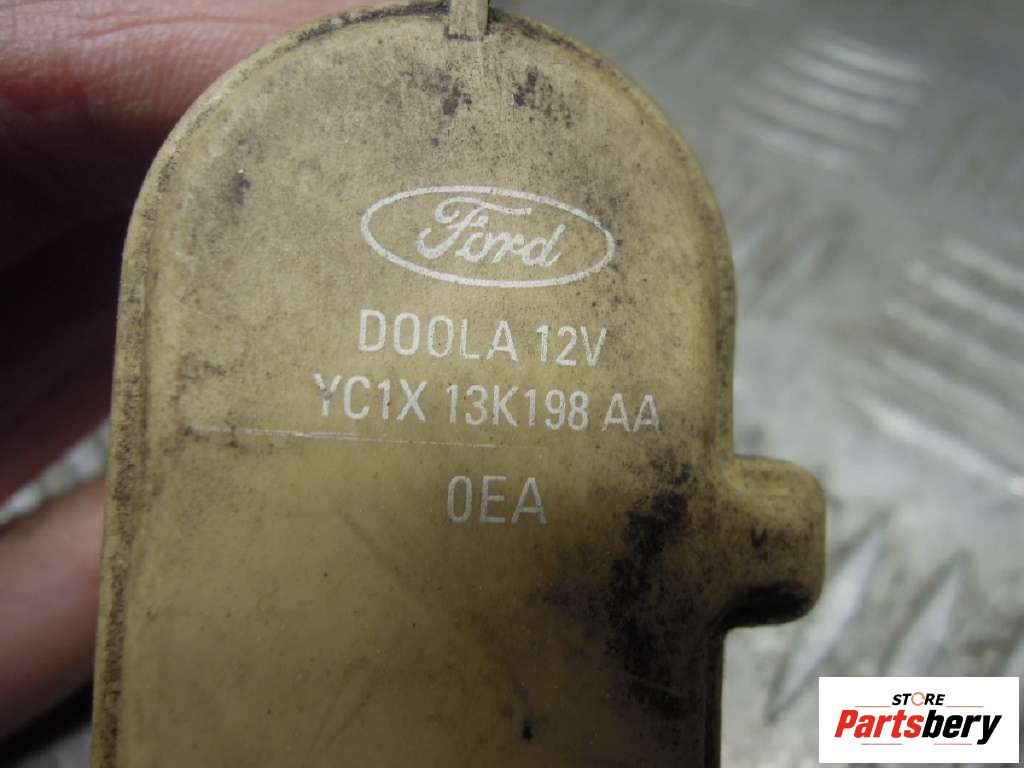 Ford
DOOLA 12V
YC1X 13K198 AA
0EA
STORE
Partsbery